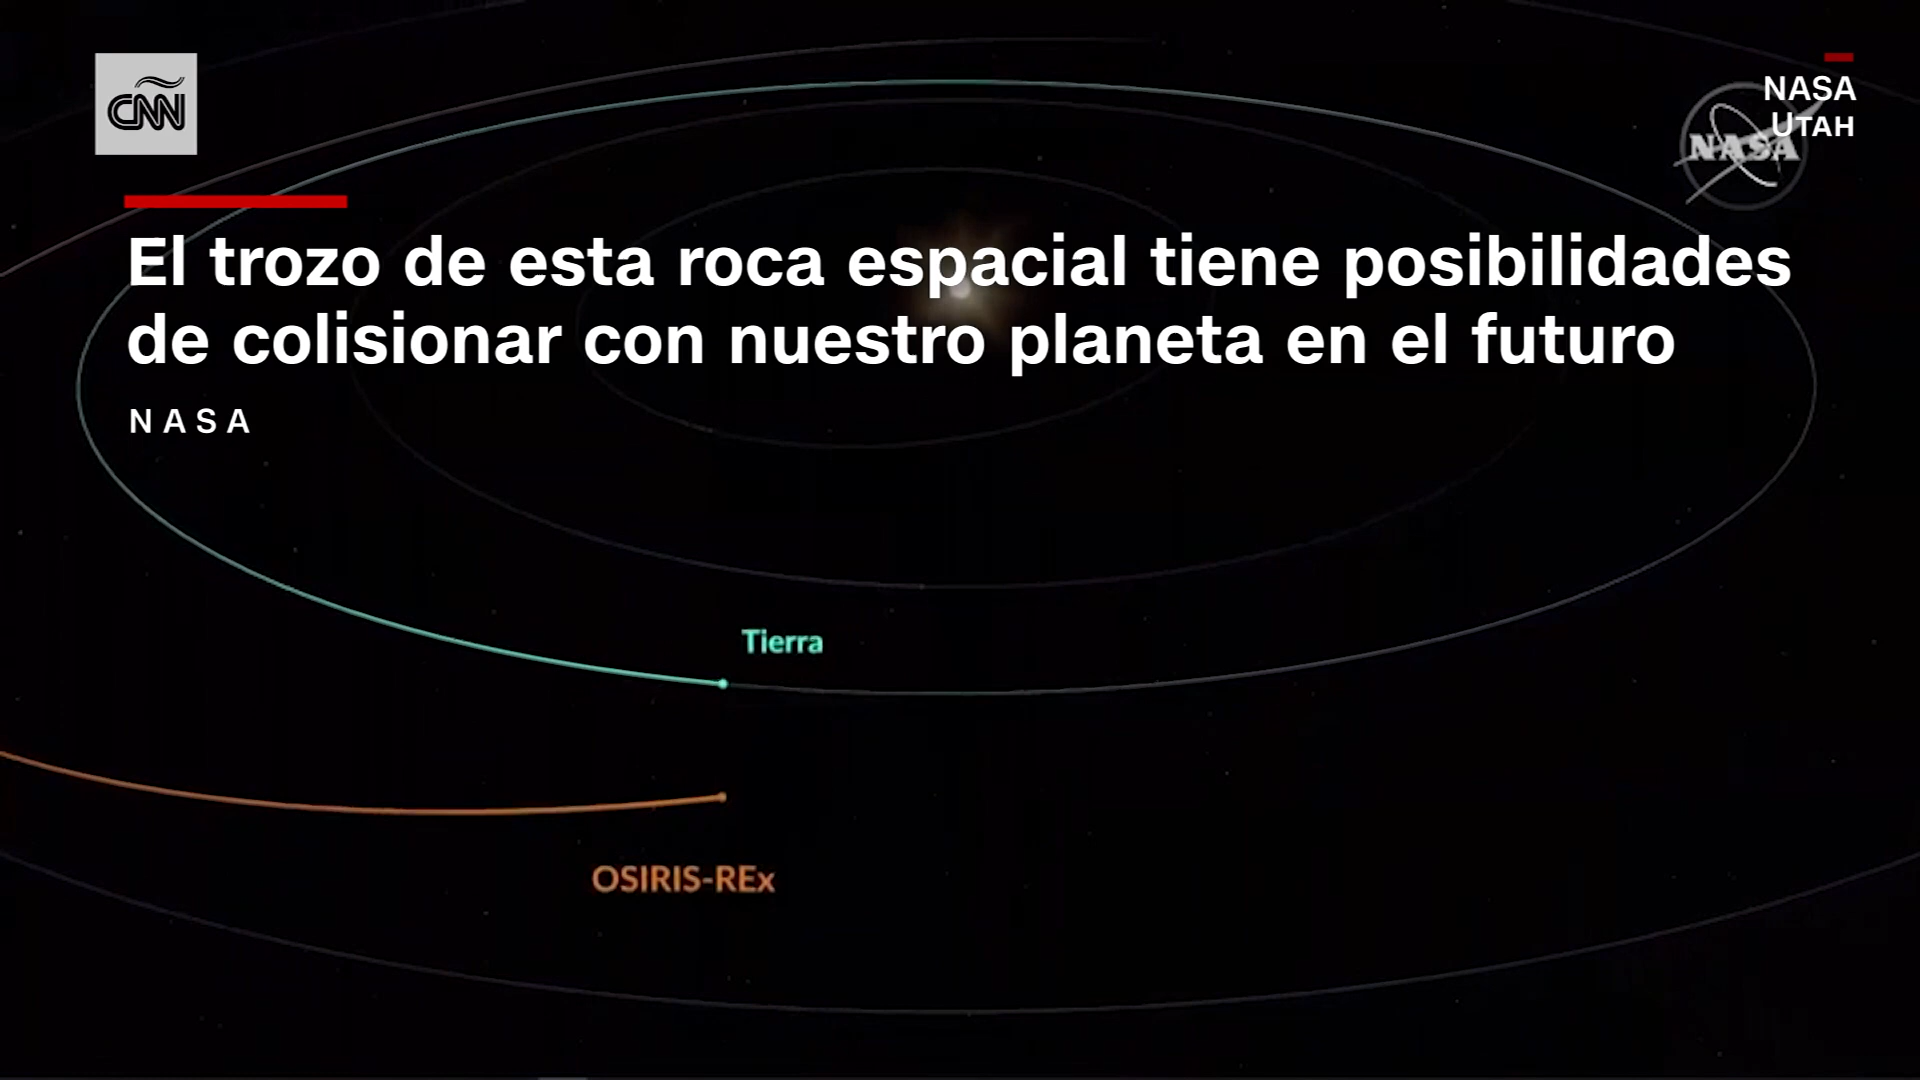 CNN
NASA
UTAH
NASA
El trozo de esta roca espacial tiene posibilidades
de colisionar con nuestro planeta en el futuro
NASA
Tierra
OSIRIS-REx